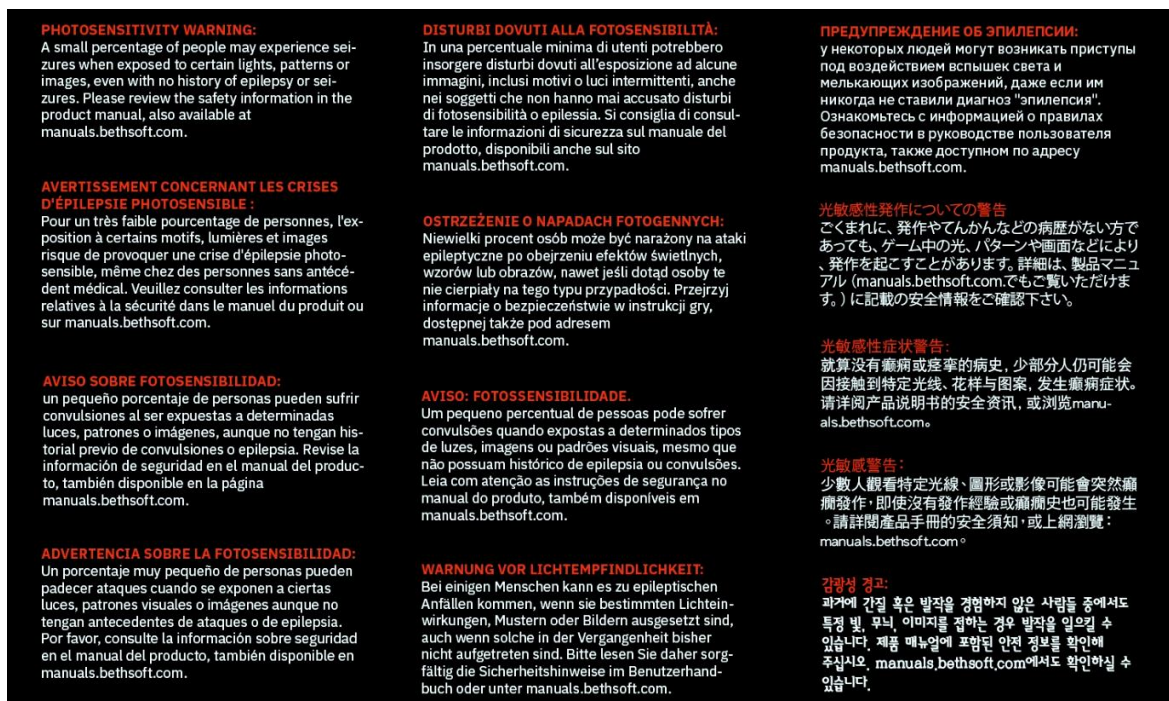 PHOTOSENSITIVITY WARNING:
A small percentage of people may experience sei-
zures when exposed to certain lights, patterns or
images, even with no history of epilepsy or sei-
zures. Please review the safety information in the
product manual, also available at
manuals.bethsoft.com.
AVERTISSEMENT CONCERNANT LES CRISES
D'ÉPILEPSIE PHOTOSENSIBLE :
Pour un très faible pourcentage de personnes, l'ex-
position à certains motifs, lumières et images
risque de provoquer une crise d'épilepsie photo-
sensible, même chez des personnes sans antécé-
dent médical. Veuillez consulter les informations
relatives à la sécurité dans le manuel du produit ou
sur manuals.bethsoft.com.
AVISO SOBRE FOTOSENSIBILIDAD:
un pequeño porcentaje de personas pueden sufrir
convulsiones al ser expuestas a determinadas
luces, patrones o imágenes, aunque no tengan his-
torial previo de convulsiones o epilepsia. Revise la
información de seguridad en el manual del produc-
to, también disponible en la página
manuals.bethsoft.com.
ADVERTENCIA SOBRE LA FOTOSENSIBILIDAD:
Un porcentaje muy pequeño de personas pueden
padecer ataques cuando se exponen a ciertas
luces, patrones visuales o imágenes aunque no
tengan antecedentes de ataques o de epilepsia.
Por favor, consulte la información sobre seguridad
en el manual del producto, también disponible en
manuals.bethsoft.com.
DISTURBI DOVUTI ALLA FOTOSENSIBILITÀ:
In una percentuale minima di utenti potrebbero
insorgere disturbi dovuti all'esposizione ad alcune
immagini, inclusi motivi o luci intermittenti, anche
nei soggetti che non hanno mai accusato disturbi
di fotosensibilità o epilessia. Si consiglia di consul-
tare le informazioni di sicurezza sul manuale del
prodotto, disponibili anche sul sito
manuals.bethsoft.com.
OSTRZEŻENIE O NAPADACH FOTOGENNYCH:
Niewielki procent osób może być narażony na ataki
epileptyczne po obejrzeniu efektów świetlnych,
wzorów lub obrazów, nawet jeśli dotąd osoby te
nie cierpiały na tego typu przypadłości. Przejrzyj
informacje o bezpieczeństwie w instrukcji gry,
dostępnej także pod adresem
manuals.bethsoft.com.
AVISO: FOTOSSENSIBILIDADE.
Um pequeno percentual de pessoas pode sofrer
convulsões quando expostas a determinados tipos
de luzes, imagens ou padrões visuais, mesmo que
não possuam histórico de epilepsia ou convulsões.
Leia com atenção as instruções de segurança no
manual do produto, também disponíveis em
manuals.bethsoft.com.
WARNUNG VOR LICHTEMPFINDLICHKEIT:
Bei einigen Menschen kann es zu epileptischen
Anfällen kommen, wenn sie bestimmten Lichtein-
wirkungen, Mustern oder Bildern ausgesetzt sind,
auch wenn solche in der Vergangenheit bisher
nicht aufgetreten sind. Bitte lesen Sie daher sorg-
fältig die Sicherheitshinweise im Benutzerhand-
buch oder unter manuals.bethsoft.com.
ПРЕДУПРЕЖДЕНИЕ ОБ ЭПИЛЕПСИИ:
у некоторых людей могут возникать приступы
под воздействием вспышек света и
мелькающих изображений, даже если им
никогда не ставили диагноз "эпилепсия".
Ознакомьтесь с информацией о правилах
безопасности в руководстве пользователя
продукта, также доступном по адресу
manuals.bethsoft.com.
光敏感性発作についての警告
ごくまれに、発作やてんかんなどの病歴がない方で
あっても、ゲーム中の光、パターンや画面などにより
、発作を起こすことがあります。詳細は、製品マニュ
アル（manuals.bethsoft.com.でもご覧いただけま
す。）に記載の安全情報をご確認下さい。
光敏感性症状警告:
就算没有癫痫或痉挛的病史, 少部分人仍可能会
因接触到特定光线、花样与图案, 发生癫痫症状。
请详阅产品说明书的安全资讯, 或浏览manu-
als.bethsoft.com。
光敏感警告:
少數人觀看特定光線、圖形或影像可能會突然癲
癇發作，即使沒有發作經驗或癲癇史也可能發生
。請詳閱產品手冊的安全須知，或上網瀏覽：
manuals.bethsoft.com。
감광성 경고:
과거에 간질 혹은 발작을 경험하지 않은 사람들 중에서도
특정 빛, 무늬, 이미지를 접하는 경우 발작을 일으킬 수
있습니다. 제품 매뉴얼에 포함된 안전 정보를 확인해
주십시오. manuals.bethsoft.com에서도 확인하실 수
있습니다.